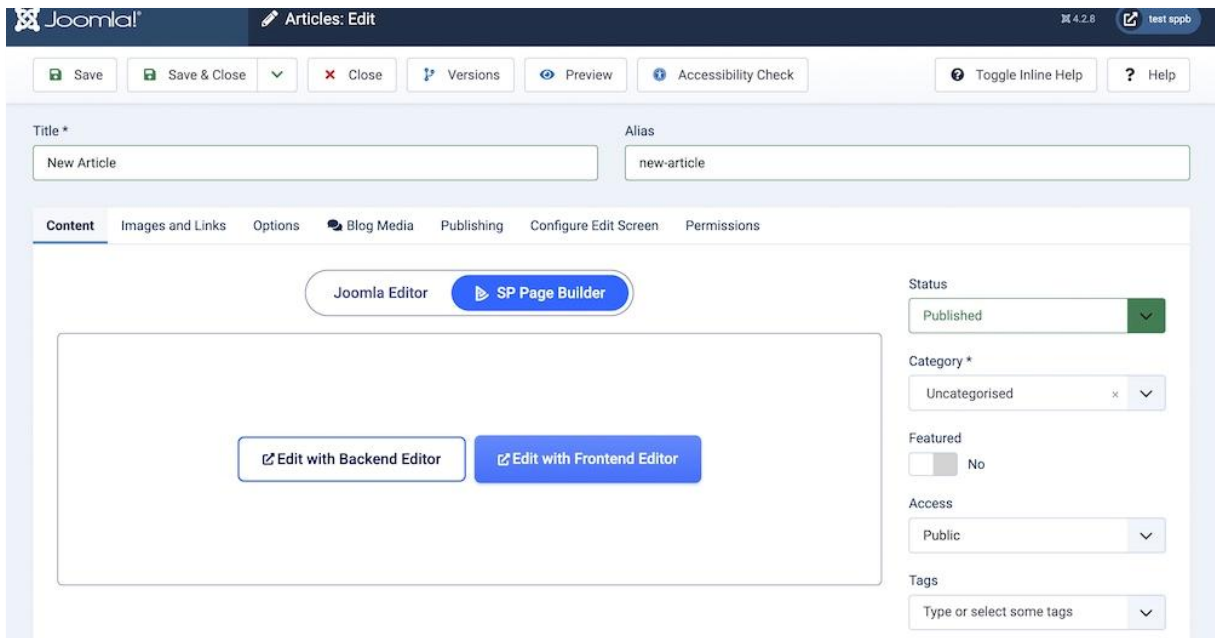 Joomla!®
Articles: Edit
4.2.8
test sppb
Save
Save & Close
Close
Versions
Preview
Accessibility Check
Toggle Inline Help
? Help
Title *
Alias
New Article
new-article
Content
Images and Links
Options
Blog Media
Publishing
Configure Edit Screen
Permissions
Joomla Editor
SP Page Builder
Edit with Backend Editor
Edit with Frontend Editor
Status
Published
Category *
Uncategorised
×
Featured
No
Access
Public
Tags
Type or select some tags